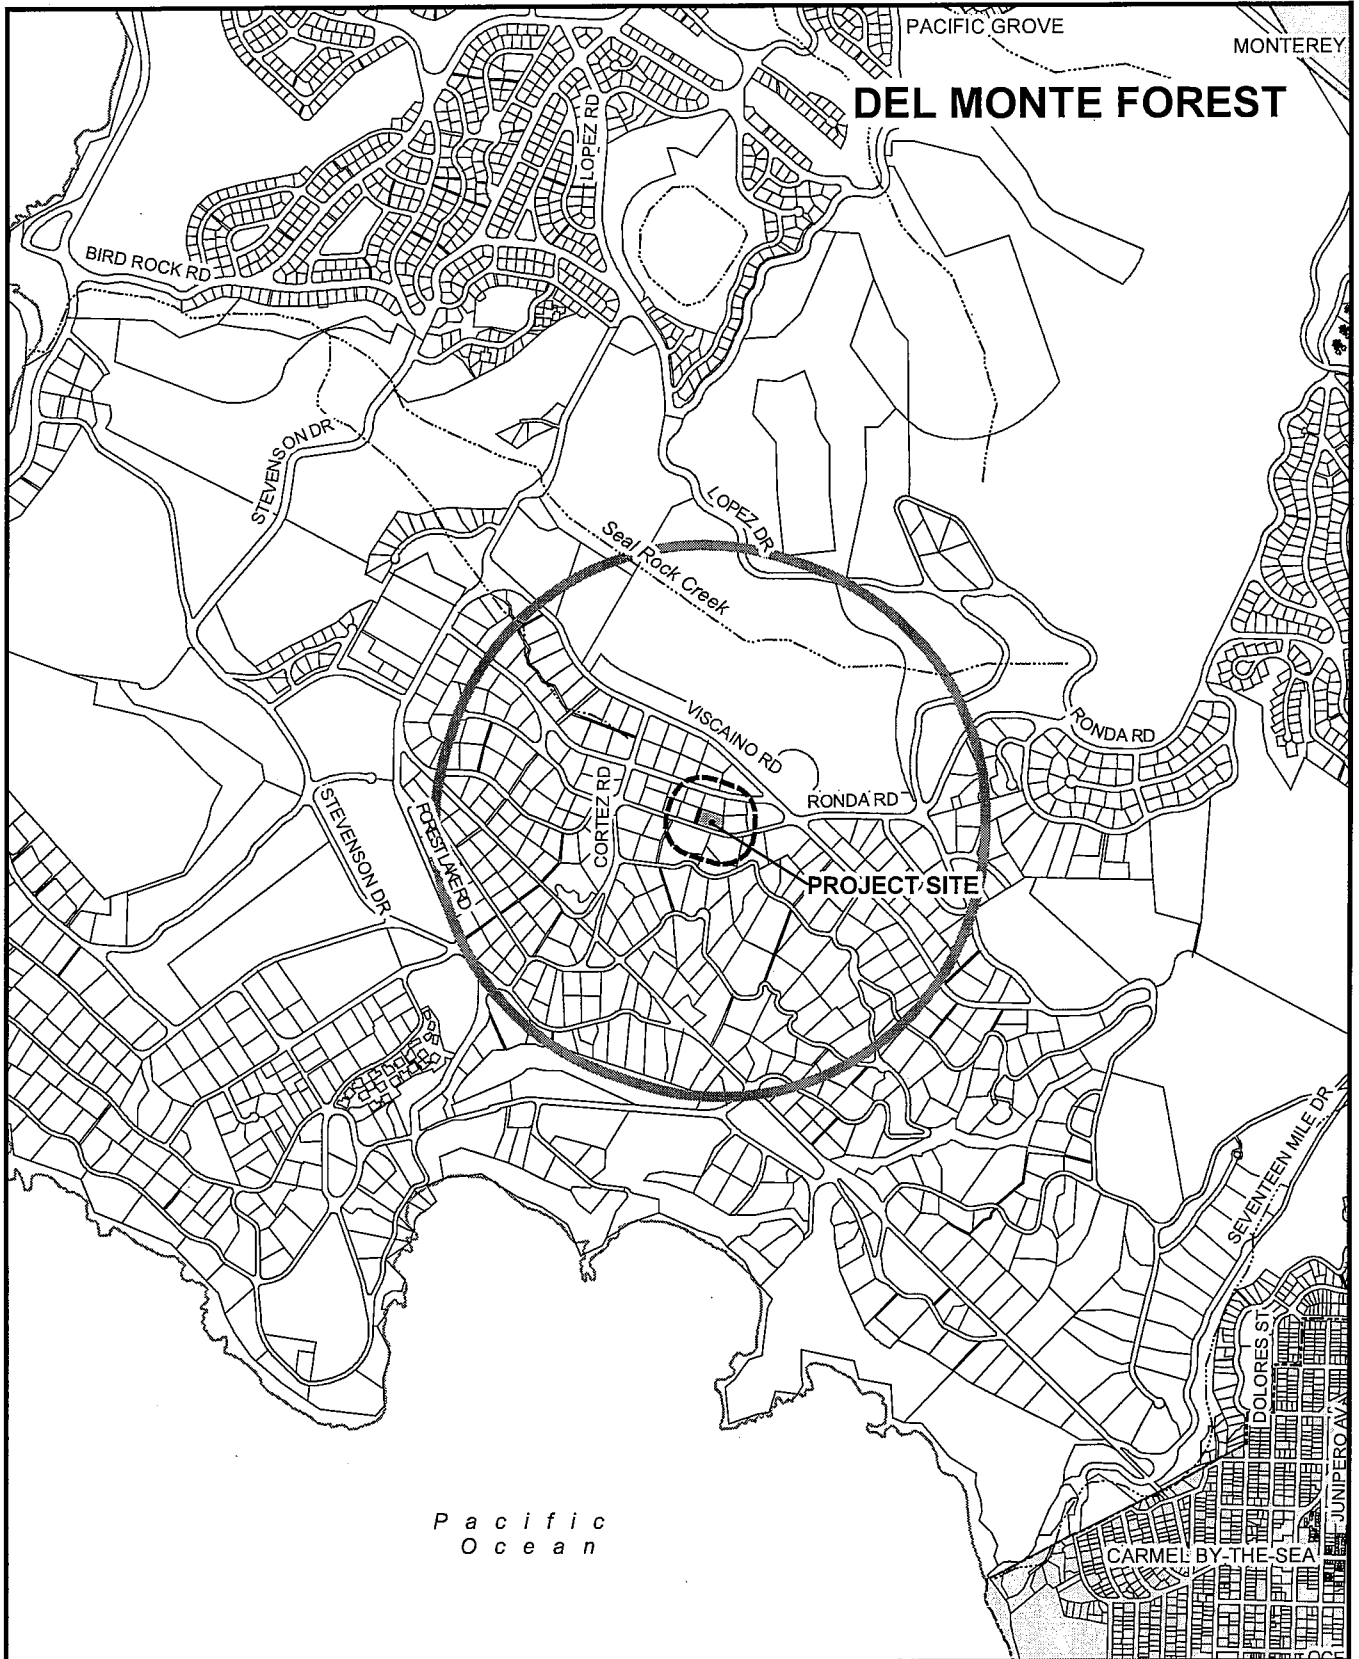 PACIFIC GROVE
MONTEREY
DEL MONTE FOREST
LOPEZ RD
BIRD ROCK RD
STEVENSON DR
LOPEZ DR
Seal Rock Creek
VISCAINO RD
RONDA RD
RONDA RD
CORTEZ RD
FOREST LAKE RD
STEVENSON DR
PROJECT SITE
SEVENTEEN MILE DR
DOLORES ST
JUNIPERO AVA
Pacific
Ocean
CARMEL BY-THE-SEA